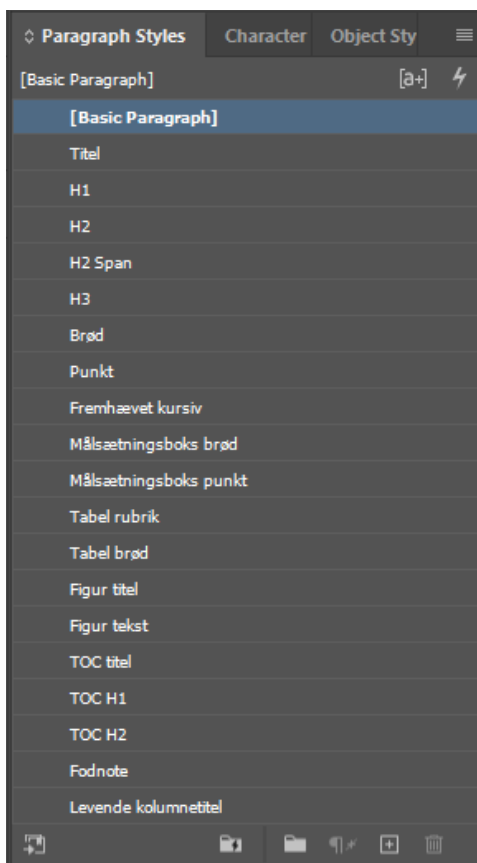 Paragraph Styles Character Object Sty
[Basic Paragraph] [a+]
[Basic Paragraph]
Titel
H1
H2
H2 Span
H3
Brød
Punkt
Fremhævet kursiv
Målsætningsboks brød
Målsætningsboks punkt
Tabel rubrik
Tabel brød
Figur titel
Figur tekst
TOC titel
TOC H1
TOC H2
Fodnote
Levende kolumnetitel